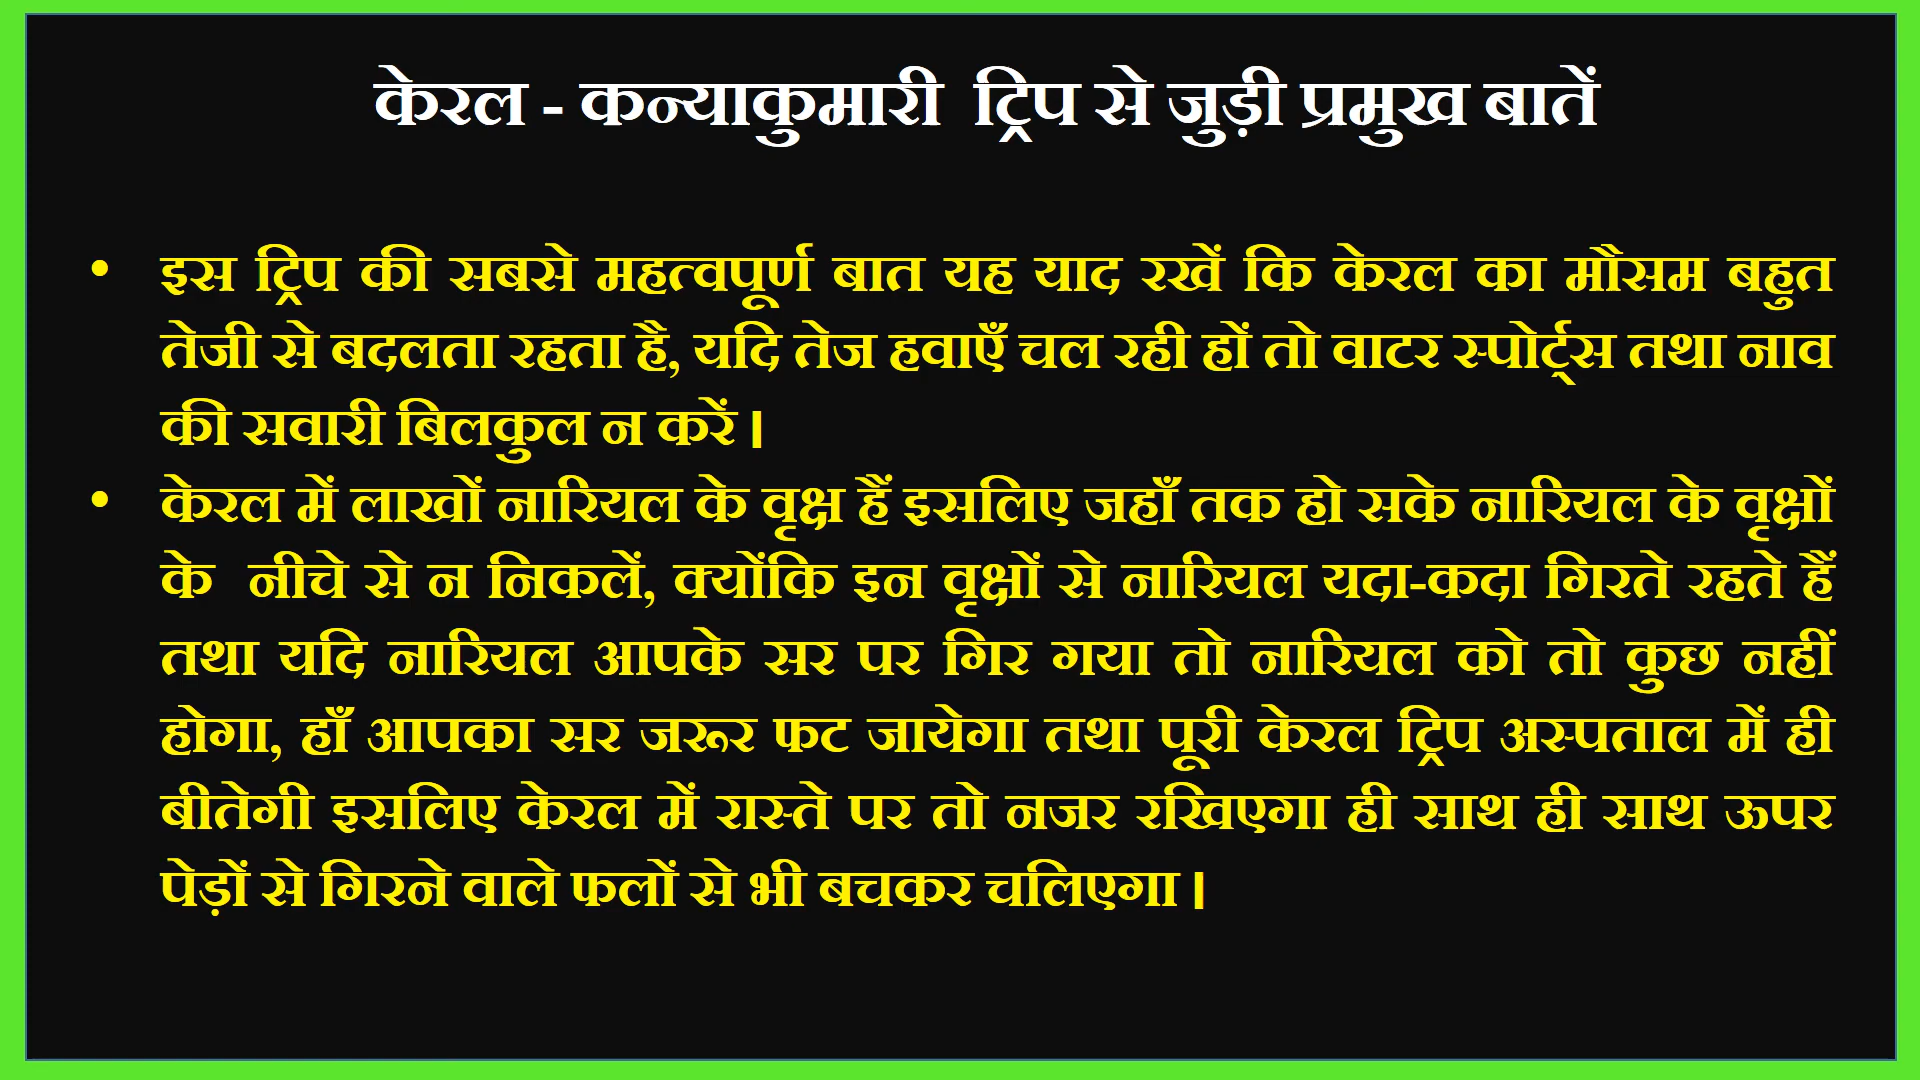 केरल - कन्याकुमारी ट्रिप से जुड़ी प्रमुख बातें
• इस ट्रिप की सबसे महत्वपूर्ण बात यह याद रखें कि केरल का मौसम बहुत
तेजी से बदलता रहता है, यदि तेज हवाएँ चल रही हों तो वाटर स्पोर्ट्स तथा नाव
की सवारी बिलकुल न करें।
• केरल में लाखों नारियल के वृक्ष हैं इसलिए जहाँ तक हो सके नारियल के वृक्षों
के नीचे से न निकलें, क्योंकि इन वृक्षों से नारियल यदा-कदा गिरते रहते हैं
तथा यदि नारियल आपके सर पर गिर गया तो नारियल को तो कुछ नहीं
होगा, हाँ आपका सर जरूर फट जायेगा तथा पूरी केरल ट्रिप अस्पताल में ही
बीतेगी इसलिए केरल में रास्ते पर तो नजर रखिएगा ही साथ ही साथ ऊपर
पेड़ों से गिरने वाले फलों से भी बचकर चलिएगा।